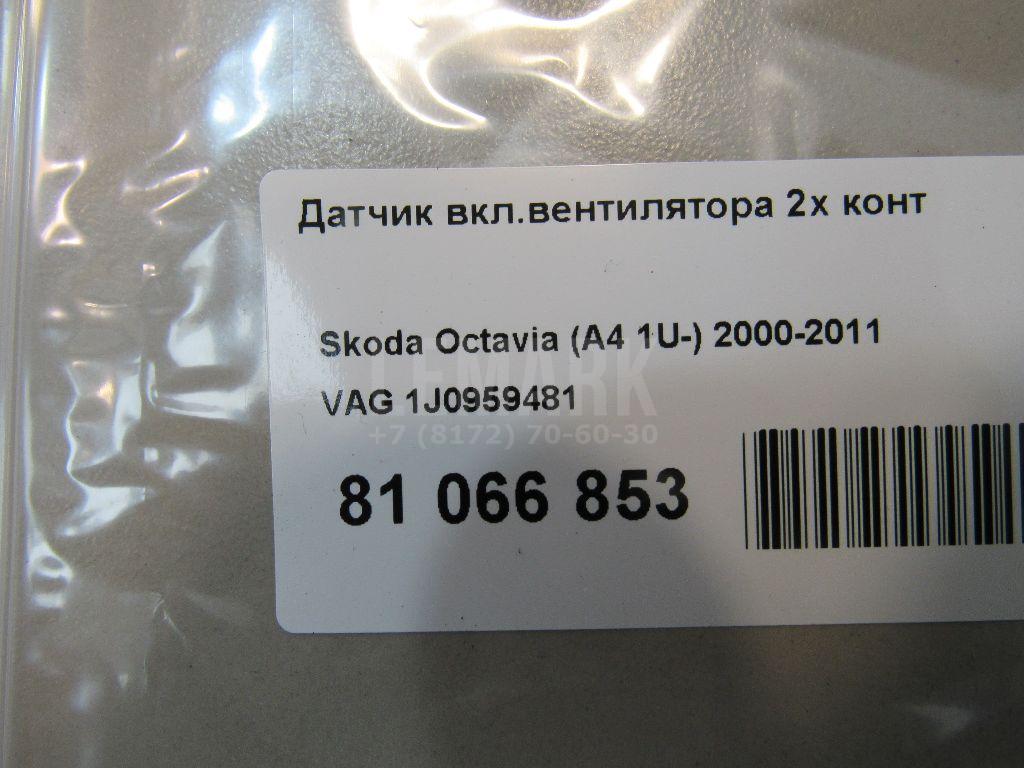 Датчик вкл.вентилятора 2х конт
Skoda Octavia (A4 1U-) 2000-2011
LEMARK
VAG 1J0959481
+7 (8172) 70-60-30
81 066 853